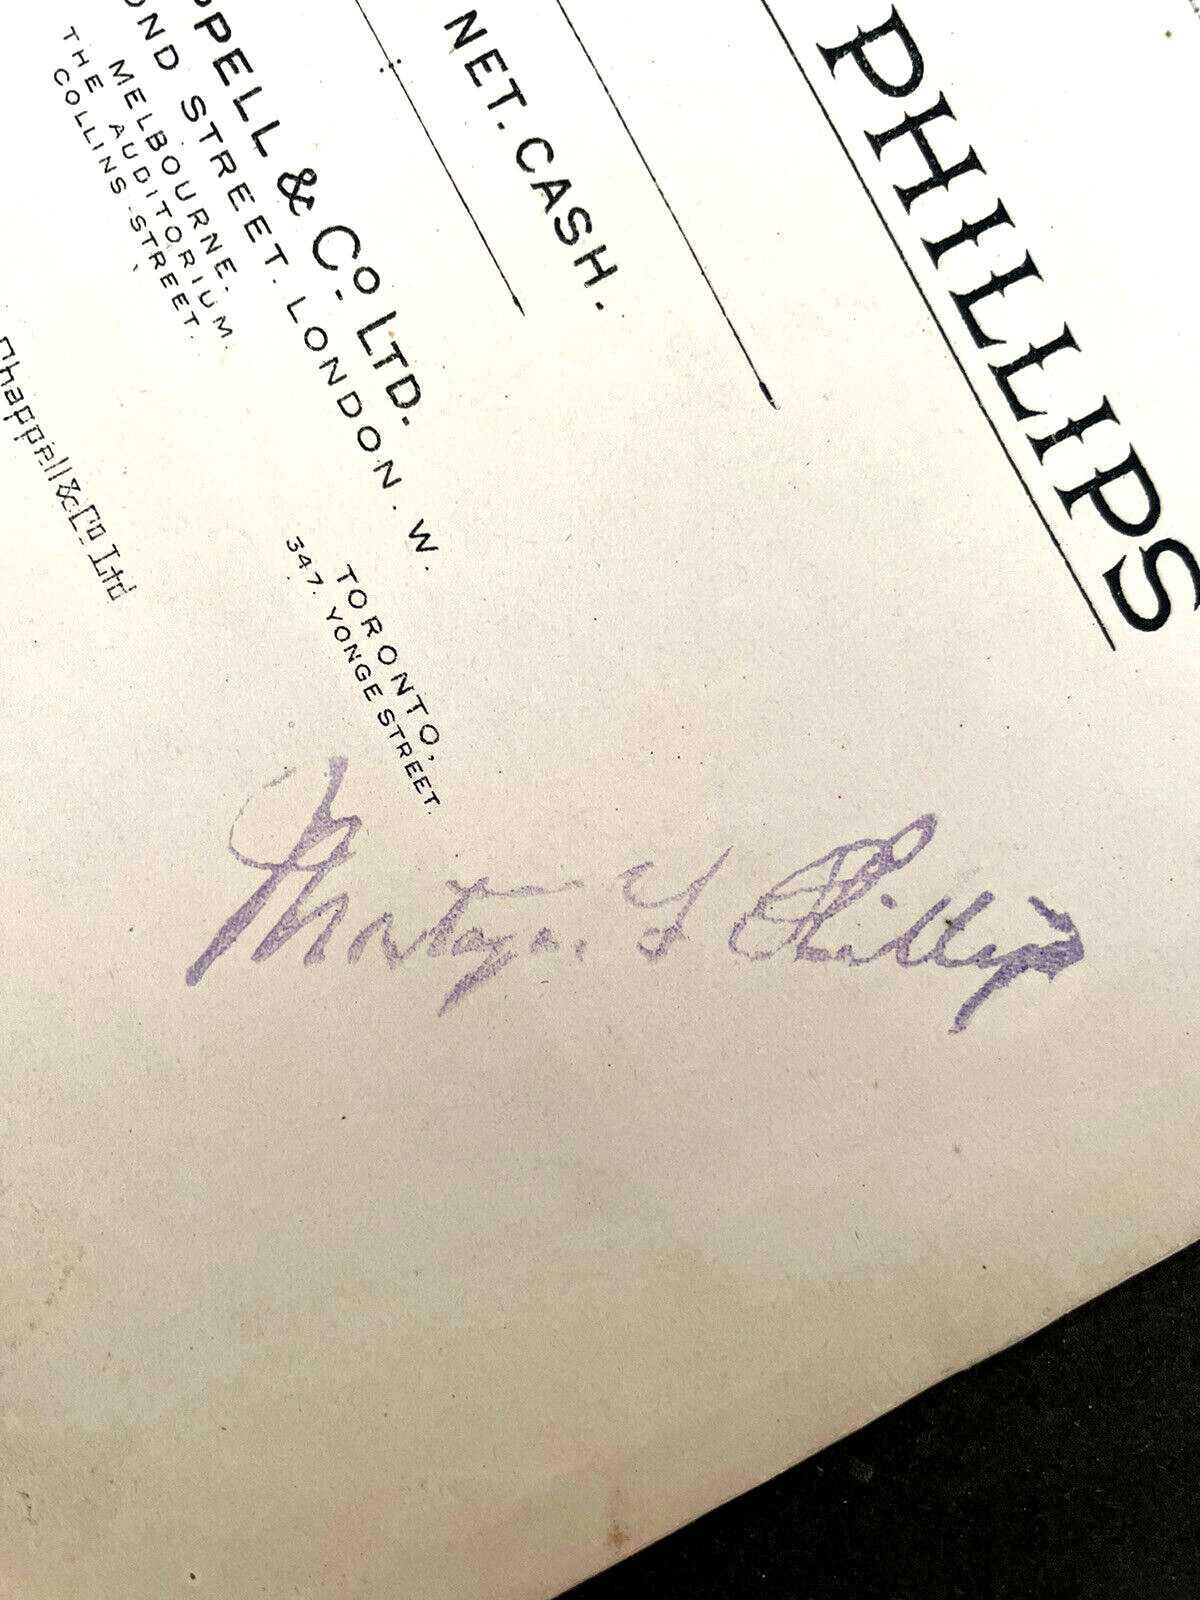 PHILLIPS
NET. CASH.
PPELL & CO. LTD.
OND STREET. LONDON. W.
MELBOURNE.
THE AUDITORIUM.
COLLINS STREET.
TORONTO,
347. YONGE STREET.
Chappell & Co. Ltd
Phillips